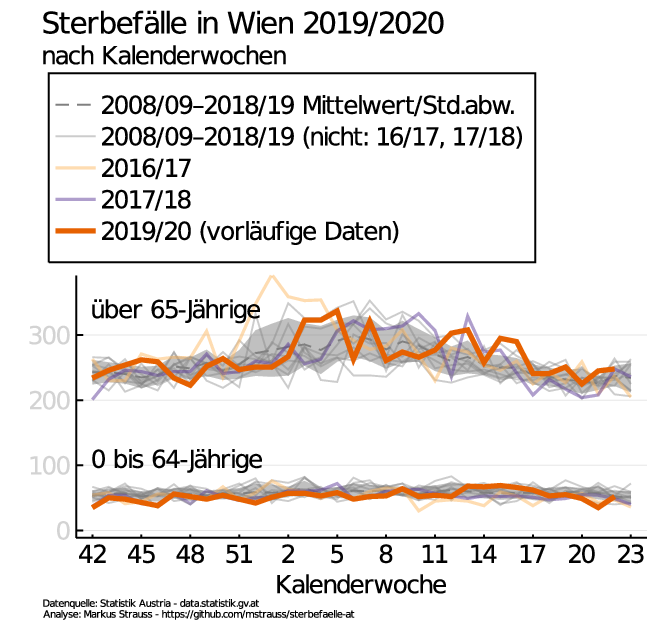 Sterbefälle in Wien 2019/2020
nach Kalenderwochen
2008/09–2018/19 Mittelwert/Std.abw.
2008/09–2018/19 (nicht: 16/17, 17/18)
2016/17
2017/18
2019/20 (vorläufige Daten)
über 65-Jährige
300
200
0 bis 64-Jährige
100
0
42 45 48 51 2 5 8 11 14 17 20 23
Kalenderwoche
Datenquelle: Statistik Austria - data.statistik.gv.at
Analyse: Markus Strauss - https://github.com/mstrauss/sterbefaelle-at